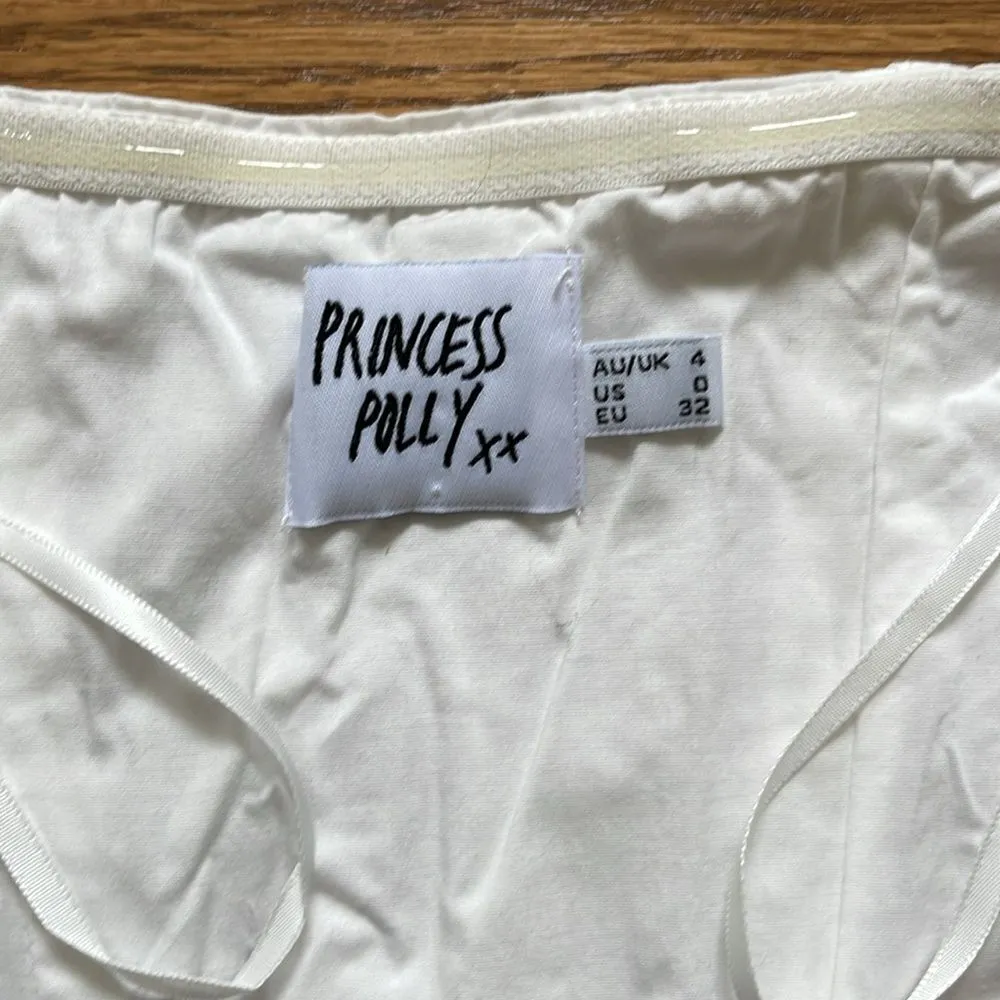 PRINCESS
POLLY xx
AU/UK 4
US 0
EU 32